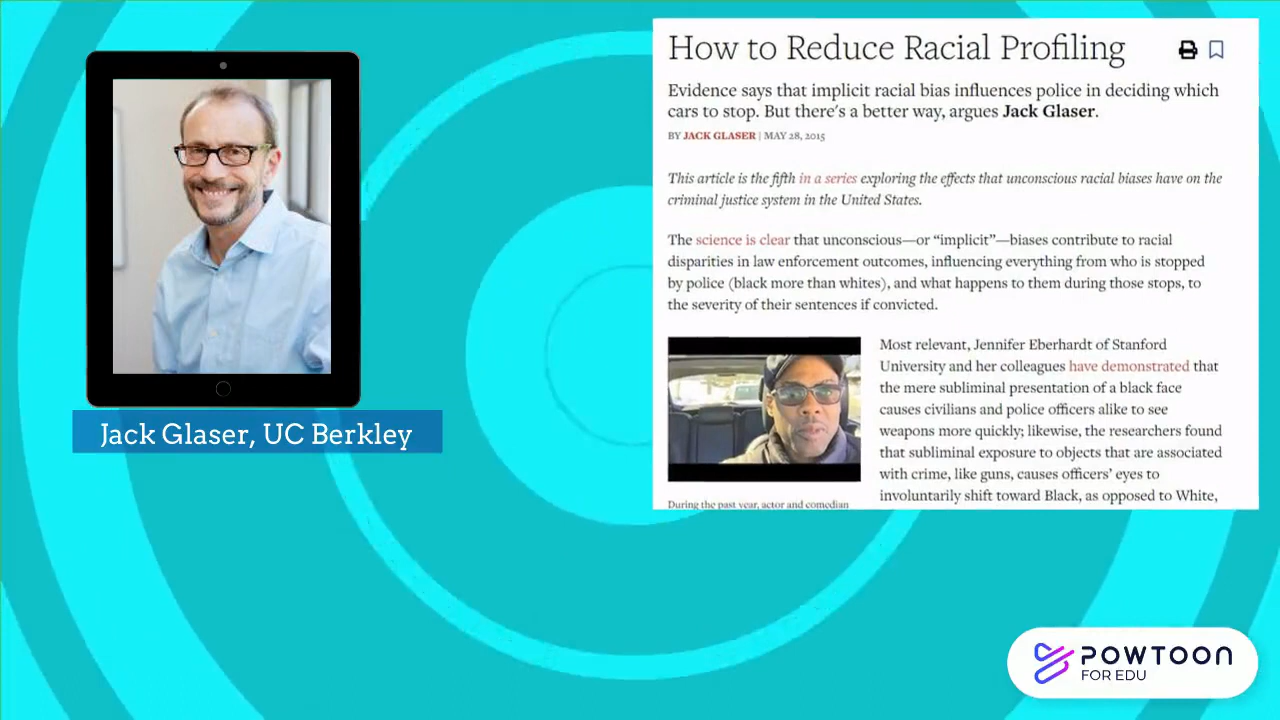 How to Reduce Racial Profiling
Evidence says that implicit racial bias influences police in deciding which
cars to stop. But there's a better way, argues Jack Glaser.
BY JACK GLASER | MAY 28, 2015
This article is the fifth in a series exploring the effects that unconscious racial biases have on the
criminal justice system in the United States.
The science is clear that unconscious—or “implicit”—biases contribute to racial
disparities in law enforcement outcomes, influencing everything from who is stopped
by police (black more than whites), and what happens to them during those stops, to
the severity of their sentences if convicted.
Most relevant, Jennifer Eberhardt of Stanford
University and her colleagues have demonstrated that
the mere subliminal presentation of a black face
causes civilians and police officers alike to see
weapons more quickly; likewise, the researchers found
that subliminal exposure to objects that are associated
with crime, like guns, causes officers’ eyes to
involuntarily shift toward Black, as opposed to White,
During the past year, actor and comedian
Jack Glaser, UC Berkley
POWTOON
FOR EDU